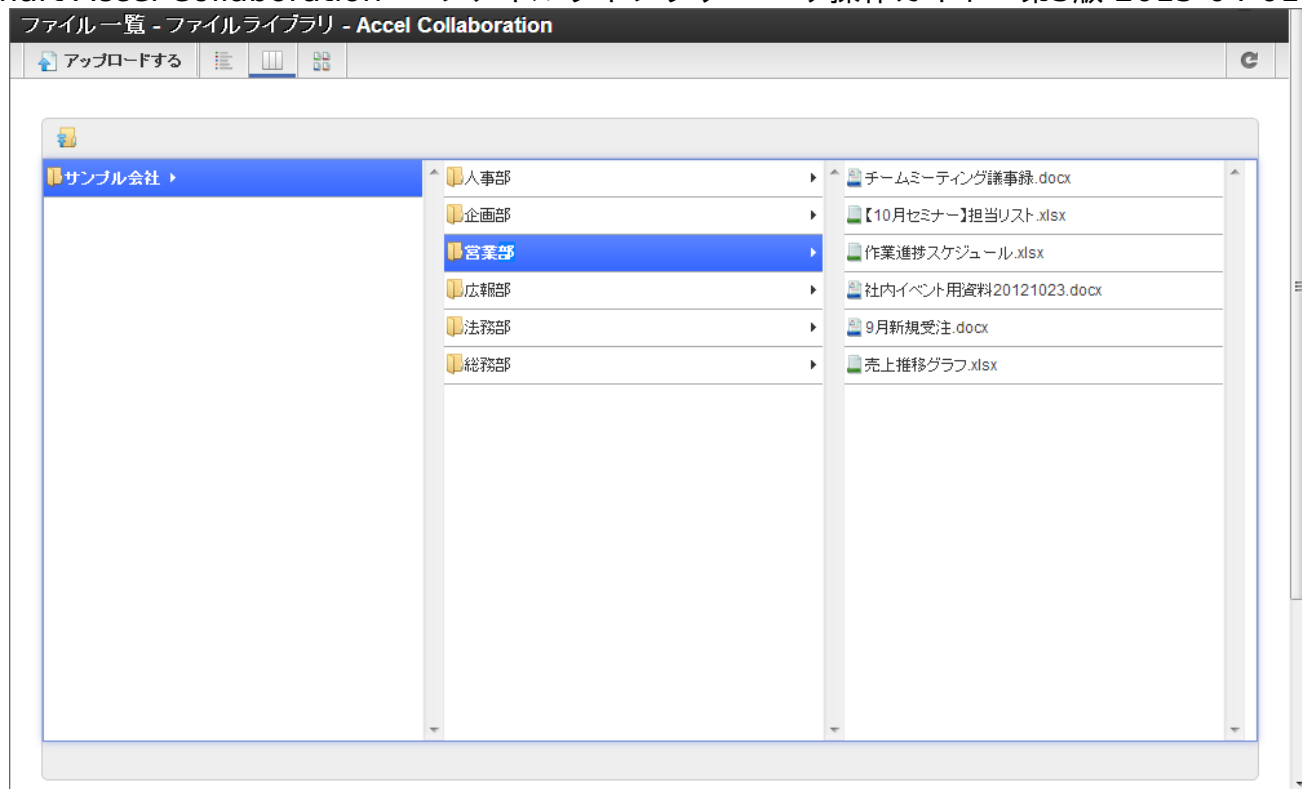 Accel Collaboration
ファイル一覧 - ファイルライブラリ - Accel Collaboration
アップロードする
サンプル会社
人事部
企画部
営業部
広報部
法務部
総務部
チームミーティング議事録.docx
【10月セミナー】担当リスト.xlsx
作業進捗スケジュール.xlsx
社内イベント用資料20121023.docx
9月新規受注.docx
売上推移グラフ.xlsx